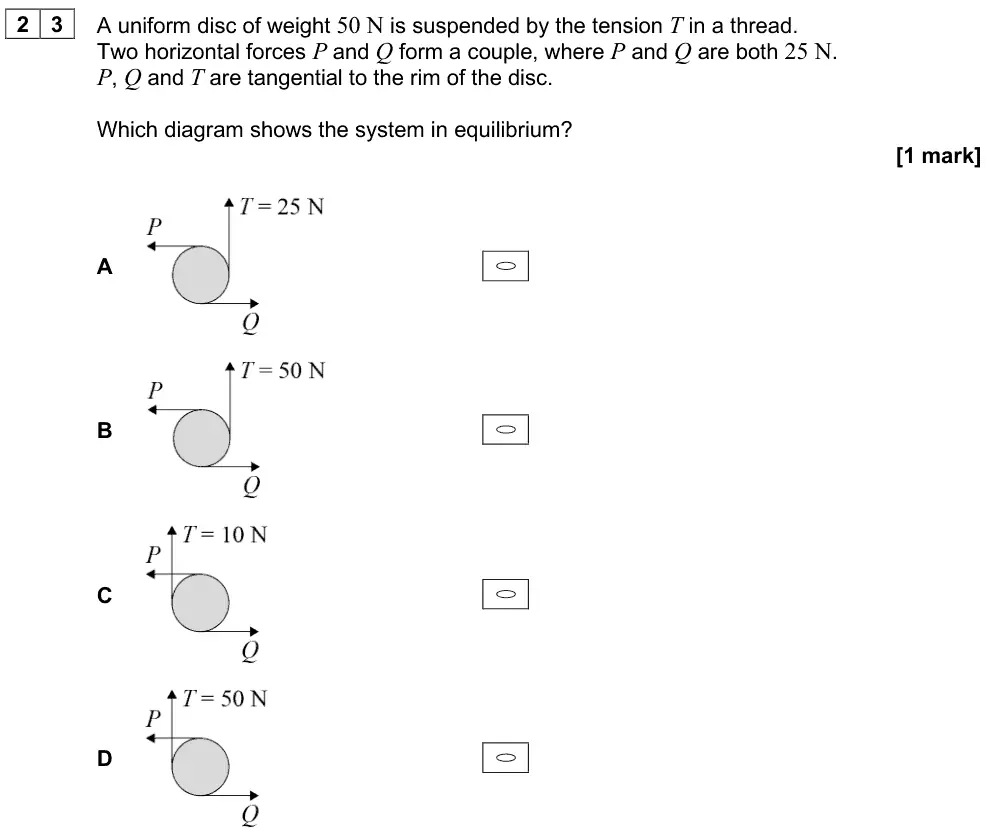 2 3 A uniform disc of weight 50 N is suspended by the tension T in a thread.
Two horizontal forces P and Q form a couple, where P and Q are both 25 N.
P, Q and T are tangential to the rim of the disc.
Which diagram shows the system in equilibrium?
[1 mark]
T = 25 N
P
A
Q
T = 50 N
P
B
Q
T = 10 N
P
C
Q
T = 50 N
P
D
Q